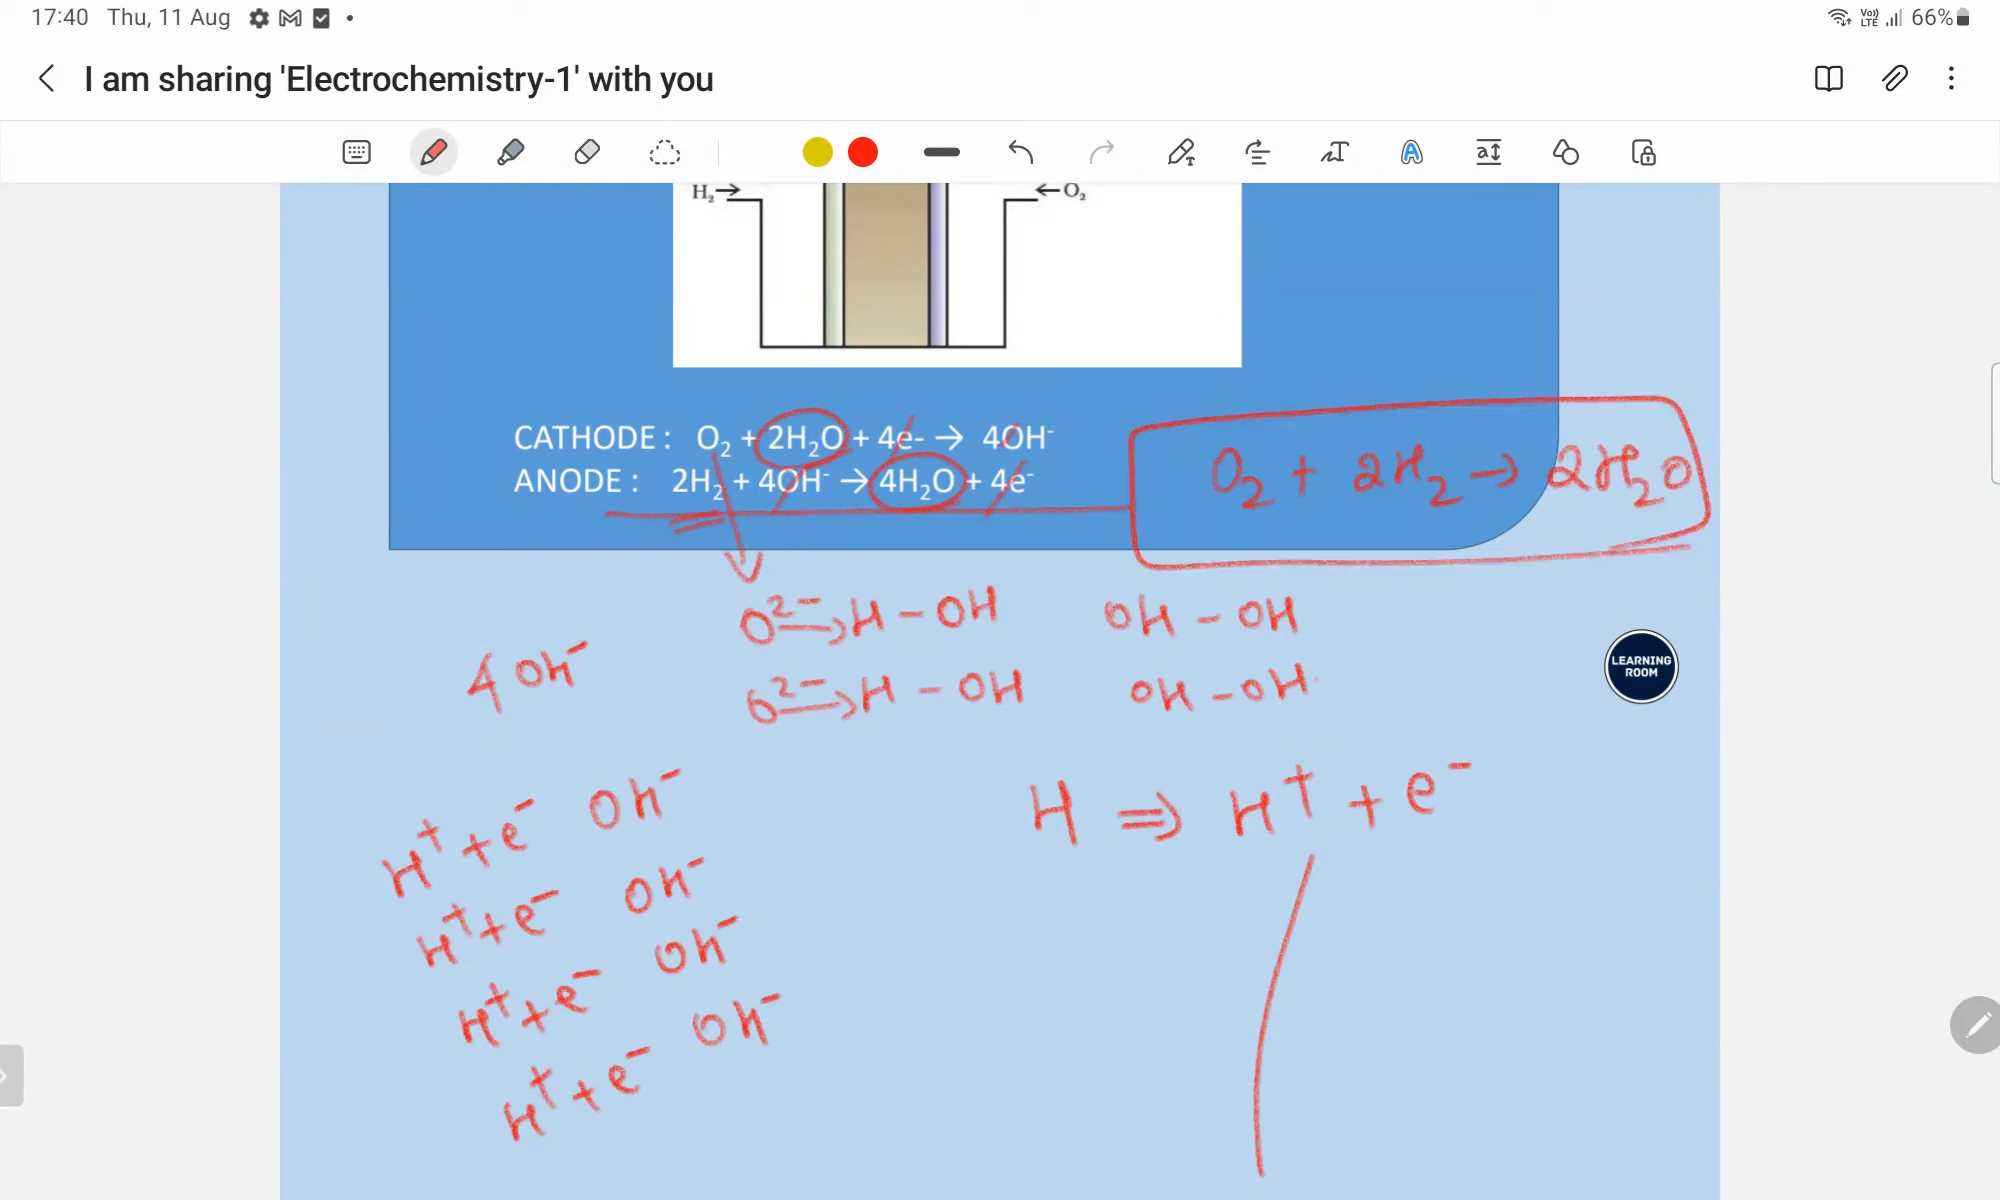 17:40 Thu, 11 Aug
Vo)) LTE 66%
I am sharing 'Electrochemistry-1' with you
H₂→ ←O₂
CATHODE : O₂ + 2H₂O + 4e- → 4OH⁻
ANODE : 2H₂ + 4OH⁻ → 4H₂O + 4e⁻
O₂ + 2H₂ → 2H₂O
O²⁻ → H - OH OH - OH
4 OH⁻
O²⁻ → H - OH OH - OH
LEARNING
ROOM
H ⇒ H⁺ + e⁻
H⁺ + e⁻ OH⁻
H⁺ + e⁻ OH⁻
H⁺ + e⁻ OH⁻
H⁺ + e⁻ OH⁻